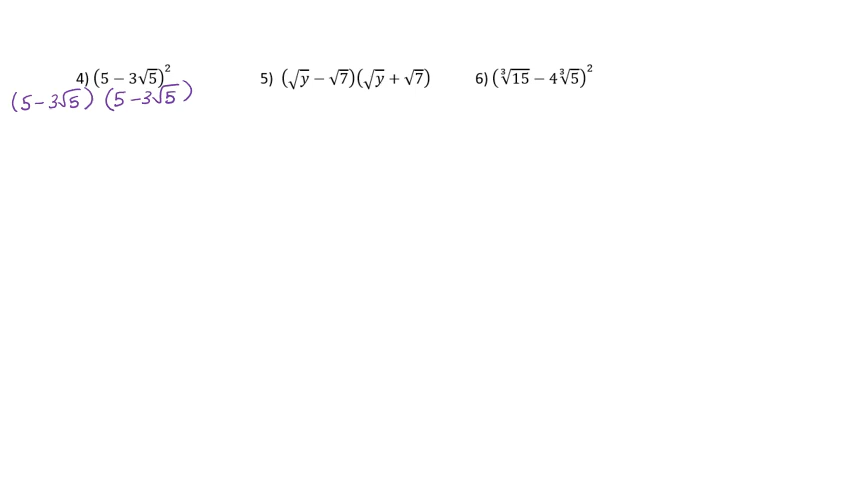 4) (5 − 3√5)² 5) (√y − √7)(√y + √7) 6) (∛15 − 4∛5)²
(5 − 3√5) (5 − 3√5)